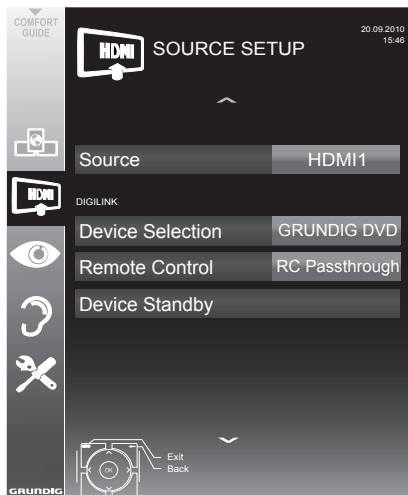 COMFORT
GUIDE
20.09.2010
15:46
HDMI
SOURCE SETUP
Source
HDMI1
HDMI
DIGILINK
Device Selection
GRUNDIG DVD
Remote Control
RC Passthrough
Device Standby
Exit
Back
OK
GRUNDIG